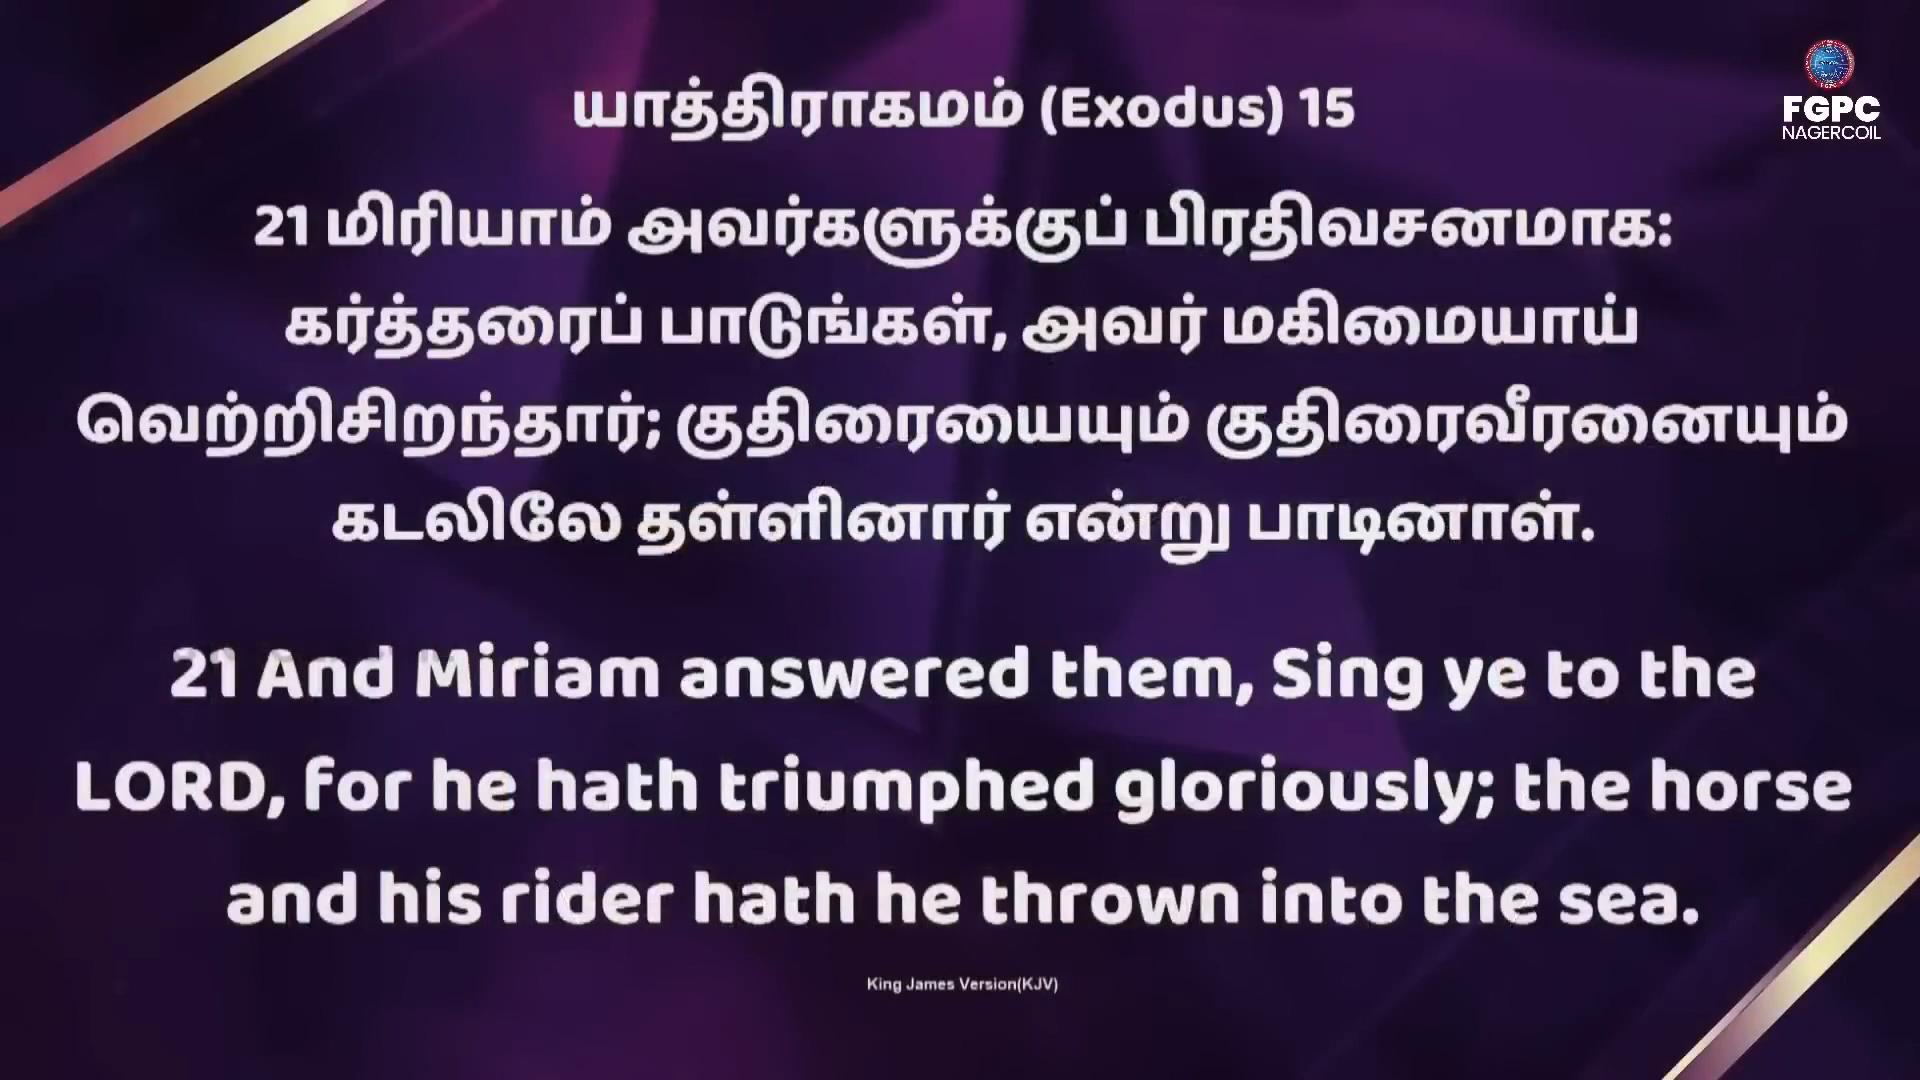 யாத்திராகமம் (Exodus) 15
FGPC
NAGERCOIL
21 மிரியாம் அவர்களுக்குப் பிரதிவசனமாக:
கர்த்தரைப் பாடுங்கள், அவர் மகிமையாய்
வெற்றிசிறந்தார்; குதிரையையும் குதிரைவீரனையும்
கடலிலே தள்ளினார் என்று பாடினாள்.
21 And Miriam answered them, Sing ye to the
LORD, for he hath triumphed gloriously; the horse
and his rider hath he thrown into the sea.
King James Version(KJV)